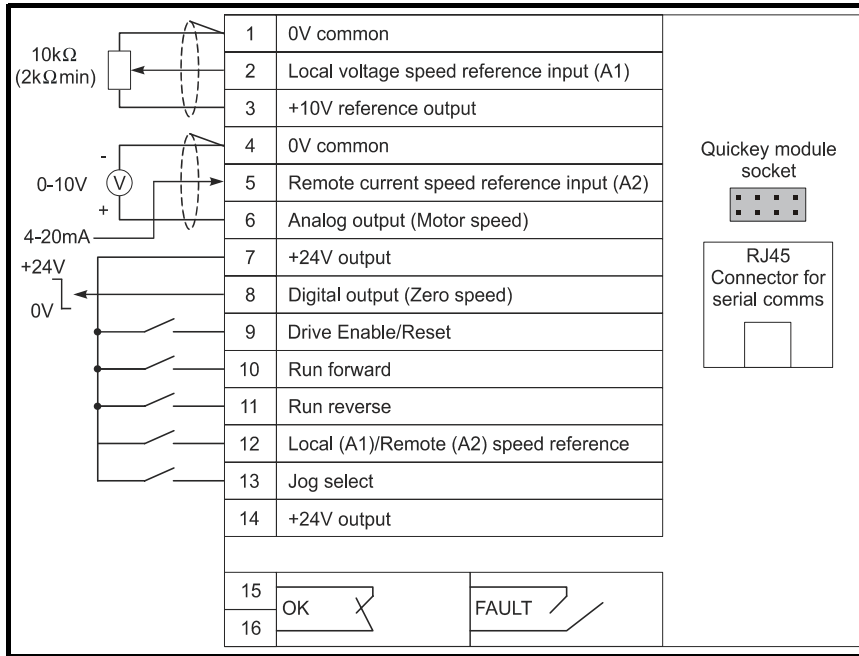 10kΩ
(2kΩmin)
1 0V common
2 Local voltage speed reference input (A1)
3 +10V reference output
4 0V common
-
0-10V V
+
5 Remote current speed reference input (A2)
6 Analog output (Motor speed)
4-20mA
7 +24V output
+24V
0V
8 Digital output (Zero speed)
9 Drive Enable/Reset
10 Run forward
11 Run reverse
12 Local (A1)/Remote (A2) speed reference
13 Jog select
14 +24V output
15
16
OK
FAULT
Quickey module
socket
RJ45
Connector for
serial comms